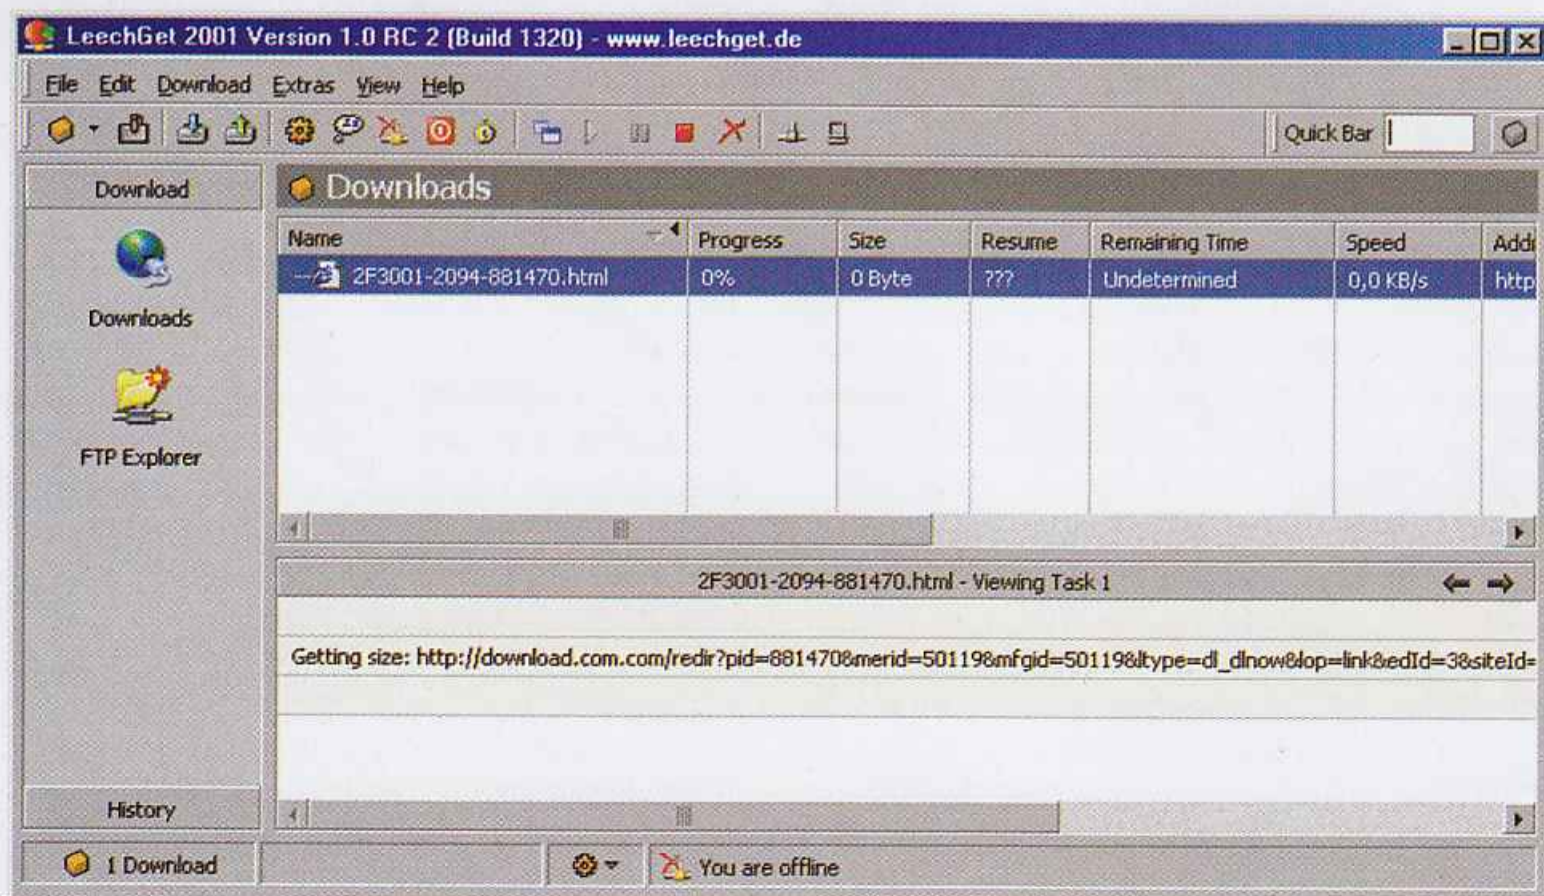 LeechGet 2001 Version 1.0 RC 2 (Build 1320) - www.leechget.de
File Edit Download Extras View Help
Quick Bar
Download
Downloads
Name Progress Size Resume Remaining Time Speed Addr
2F3001-2094-881470.html 0% 0 Byte ??? Undetermined 0,0 KB/s http
Downloads
FTP Explorer
2F3001-2094-881470.html - Viewing Task 1
Getting size: http://download.com.com/redir?pid=881470&merid=50119&mfgid=50119&ltype=dl_dlnow&lop=link&edId=3&siteId=
History
1 Download
You are offline